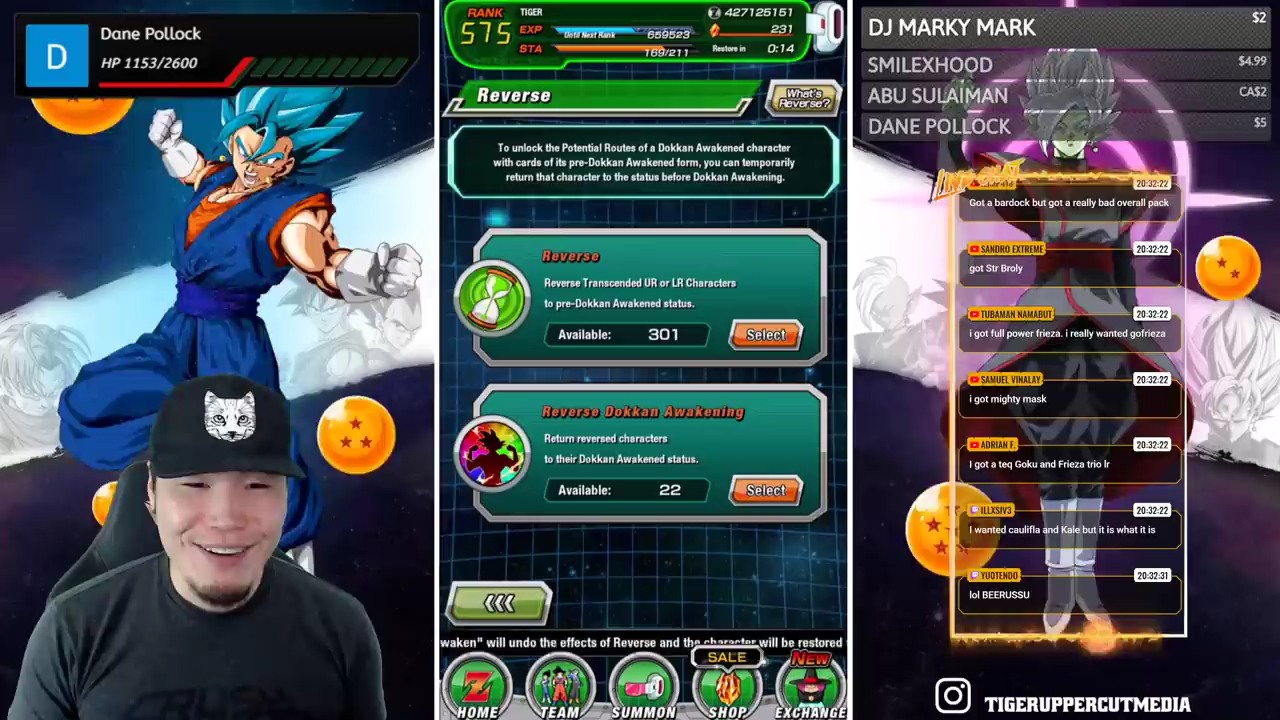 D
Dane Pollock
HP 1153/2600
RANK
575
TIGER
EXP
Until Next Rank
659523
STA
169/211
427125151
231
Restore in
0:14
Reverse
What's
Reverse?
To unlock the Potential Routes of a Dokkan Awakened character
with cards of its pre-Dokkan Awakened form, you can temporarily
return that character to the status before Dokkan Awakening.
Reverse
Reverse Transcended UR or LR Characters
to pre-Dokkan Awakened status.
Available:
301
Select
Reverse Dokkan Awakening
Return reversed characters
to their Dokkan Awakened status.
Available:
22
Select
waken" will undo the effects of Reverse and the character will be restored
HOME
TEAM
SUMMON
SALE
SHOP
NEW
EXCHANGE
DJ MARKY MARK
$2
SMILEXHOOD
$4.99
ABU SULAIMAN
CA$2
DANE POLLOCK
$5
LIVE CHAT
20:32:22
Got a bardock but got a really bad overall pack
SANDRO EXTREME
20:32:22
got Str Broly
TUBAMAN NAMABUT
20:32:22
i got full power frieza. i really wanted gofrieza
SAMUEL VINALAY
20:32:22
i got mighty mask
ADRIAN F.
20:32:22
I got a teq Goku and Frieza trio lr
ILLXSIV3
20:32:22
I wanted caulifla and Kale but it is what it is
YUOTENDO
20:32:31
lol BEERUSSU
TIGERUPPERCUTMEDIA